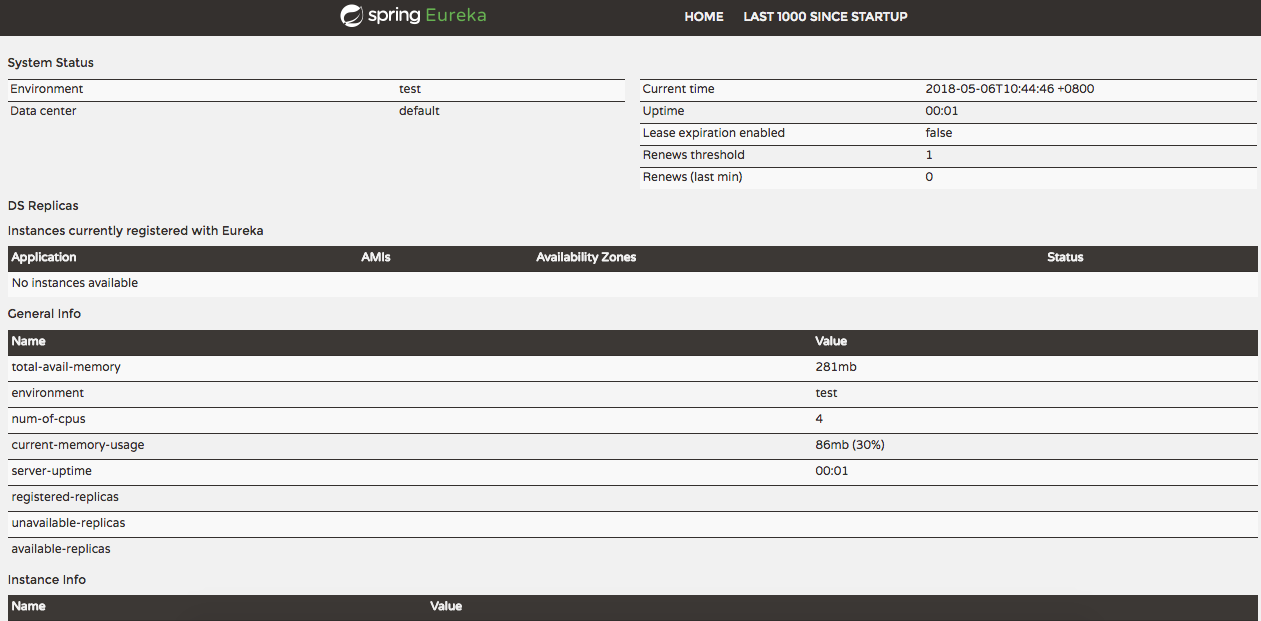 spring Eureka HOME LAST 1000 SINCE STARTUP
System Status
Environment test
Data center default
Current time 2018-05-06T10:44:46 +0800
Uptime 00:01
Lease expiration enabled false
Renews threshold 1
Renews (last min) 0
DS Replicas
Instances currently registered with Eureka
Application AMIs Availability Zones Status
No instances available
General Info
Name Value
total-avail-memory 281mb
environment test
num-of-cpus 4
current-memory-usage 86mb (30%)
server-uptime 00:01
registered-replicas
unavailable-replicas
available-replicas
Instance Info
Name Value